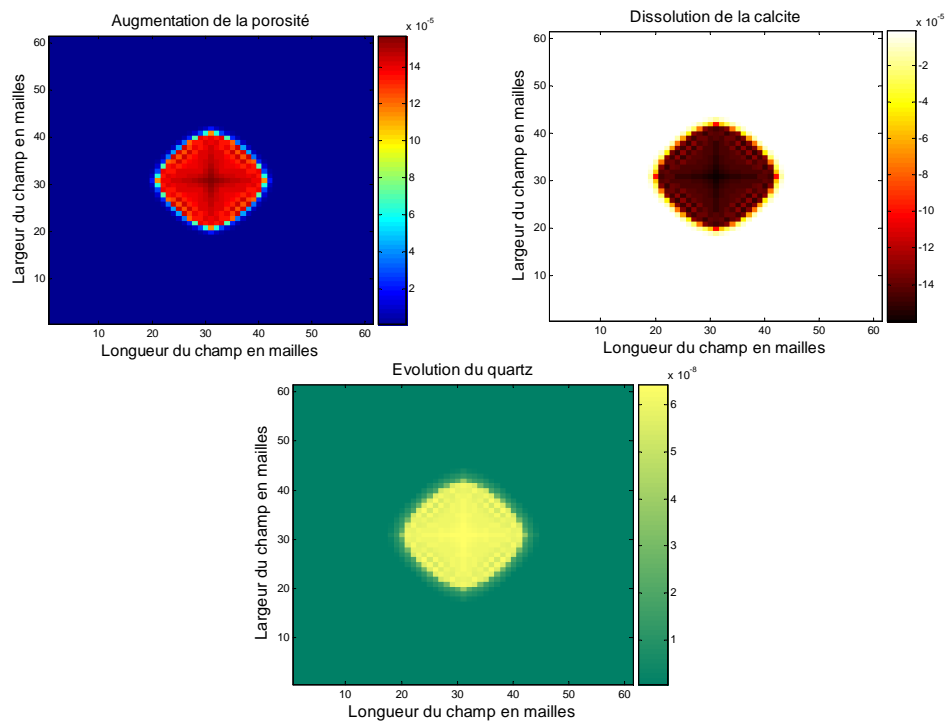 Augmentation de la porosité
x 10⁻⁵
60
50
40
30
20
10
10 20 30 40 50 60
Largeur du champ en mailles
Longueur du champ en mailles
14
12
10
8
6
4
2
Dissolution de la calcite
x 10⁻⁵
60
50
40
30
20
10
10 20 30 40 50 60
Largeur du champ en mailles
Longueur du champ en mailles
-2
-4
-6
-8
-10
-12
-14
Evolution du quartz
x 10⁻⁸
60
50
40
30
20
10
10 20 30 40 50 60
Largeur du champ en mailles
Longueur du champ en mailles
6
5
4
3
2
1